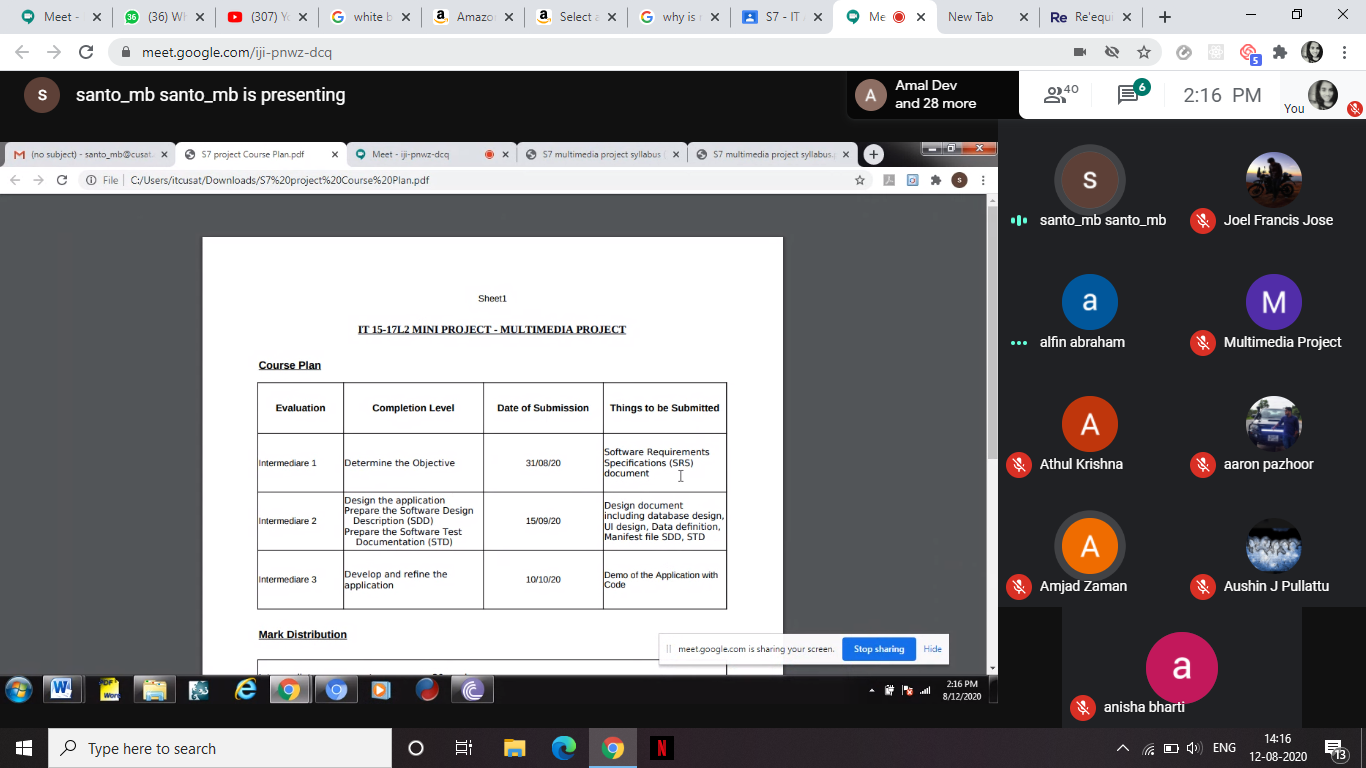 Meet -
(36) Wh
(307) Yo
white b
Amazo
Select a
why is r
S7 - IT A
Me
New Tab
Re'equi
meet.google.com/iji-pnwz-dcq
5
s
santo_mb santo_mb is presenting
A
Amal Dev
and 28 more
40
6
2:16 PM
You
(no subject) - santo_mb@cusat
S7 project Course Plan.pdf
Meet - iji-pnwz-dcq
S7 multimedia project syllabus (
S7 multimedia project syllabus.
File
C:/Users/itcusat/Downloads/S7%20project%20Course%20Plan.pdf
s
Sheet1
IT 15-17L2 MINI PROJECT - MULTIMEDIA PROJECT
Course Plan
Evaluation
Completion Level
Date of Submission
Things to be Submitted
Intermediare 1
Determine the Objective
31/08/20
Software Requirements
Specifications (SRS)
document
Intermediare 2
Design the application
Prepare the Software Design
Description (SDD)
Prepare the Software Test
Documentation (STD)
15/09/20
Design document
including database design,
UI design, Data definition,
Manifest file SDD, STD
Intermediare 3
Develop and refine the
application
10/10/20
Demo of the Application with
Code
Mark Distribution
meet.google.com is sharing your screen.
Stop sharing
Hide
2:16 PM
8/12/2020
s
santo_mb santo_mb
Joel Francis Jose
a
alfin abraham
M
Multimedia Project
A
Athul Krishna
aaron pazhoor
A
Amjad Zaman
Aushin J Pullattu
a
anisha bharti
Type here to search
ENG
14:16
12-08-2020
13